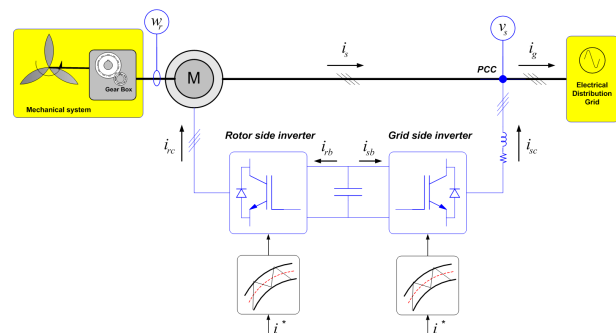 w_r
v_s
i_s
i_g
PCC
M
Gear Box
Mechanical system
Electrical
Distribution
Grid
i_rc
Rotor side inverter
i_rb
i_sb
Grid side inverter
i_sc
i*
i*